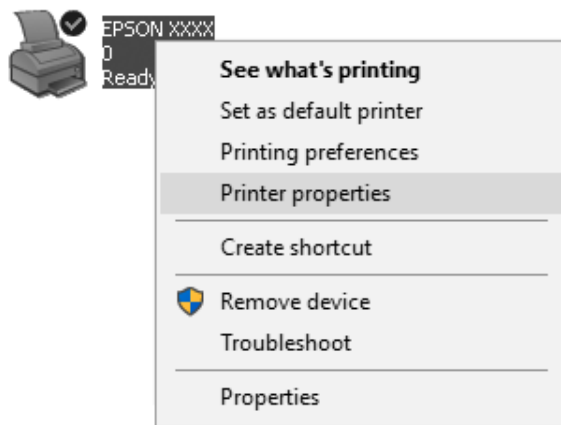 EPSON XXXX
0
Ready
See what's printing
Set as default printer
Printing preferences
Printer properties
Create shortcut
Remove device
Troubleshoot
Properties